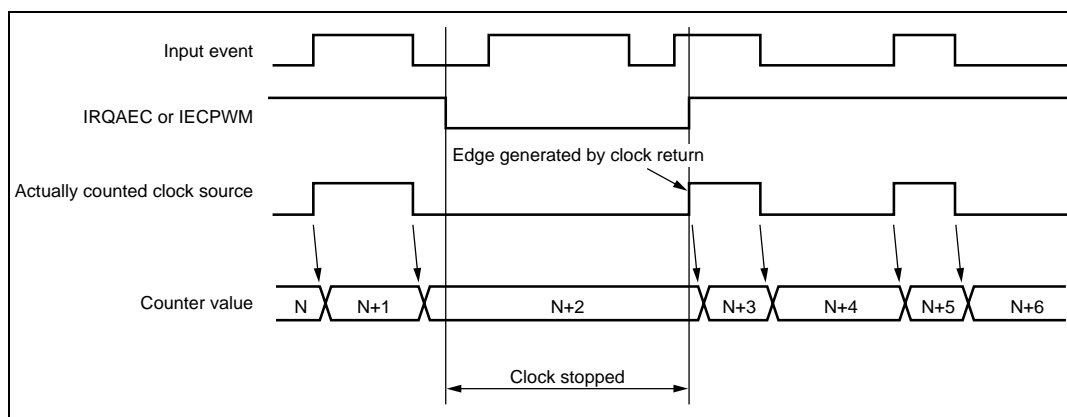 Input event
IRQAEC or IECPWM
Edge generated by clock return
Actually counted clock source
Counter value
N
N+1
N+2
N+3
N+4
N+5
N+6
Clock stopped